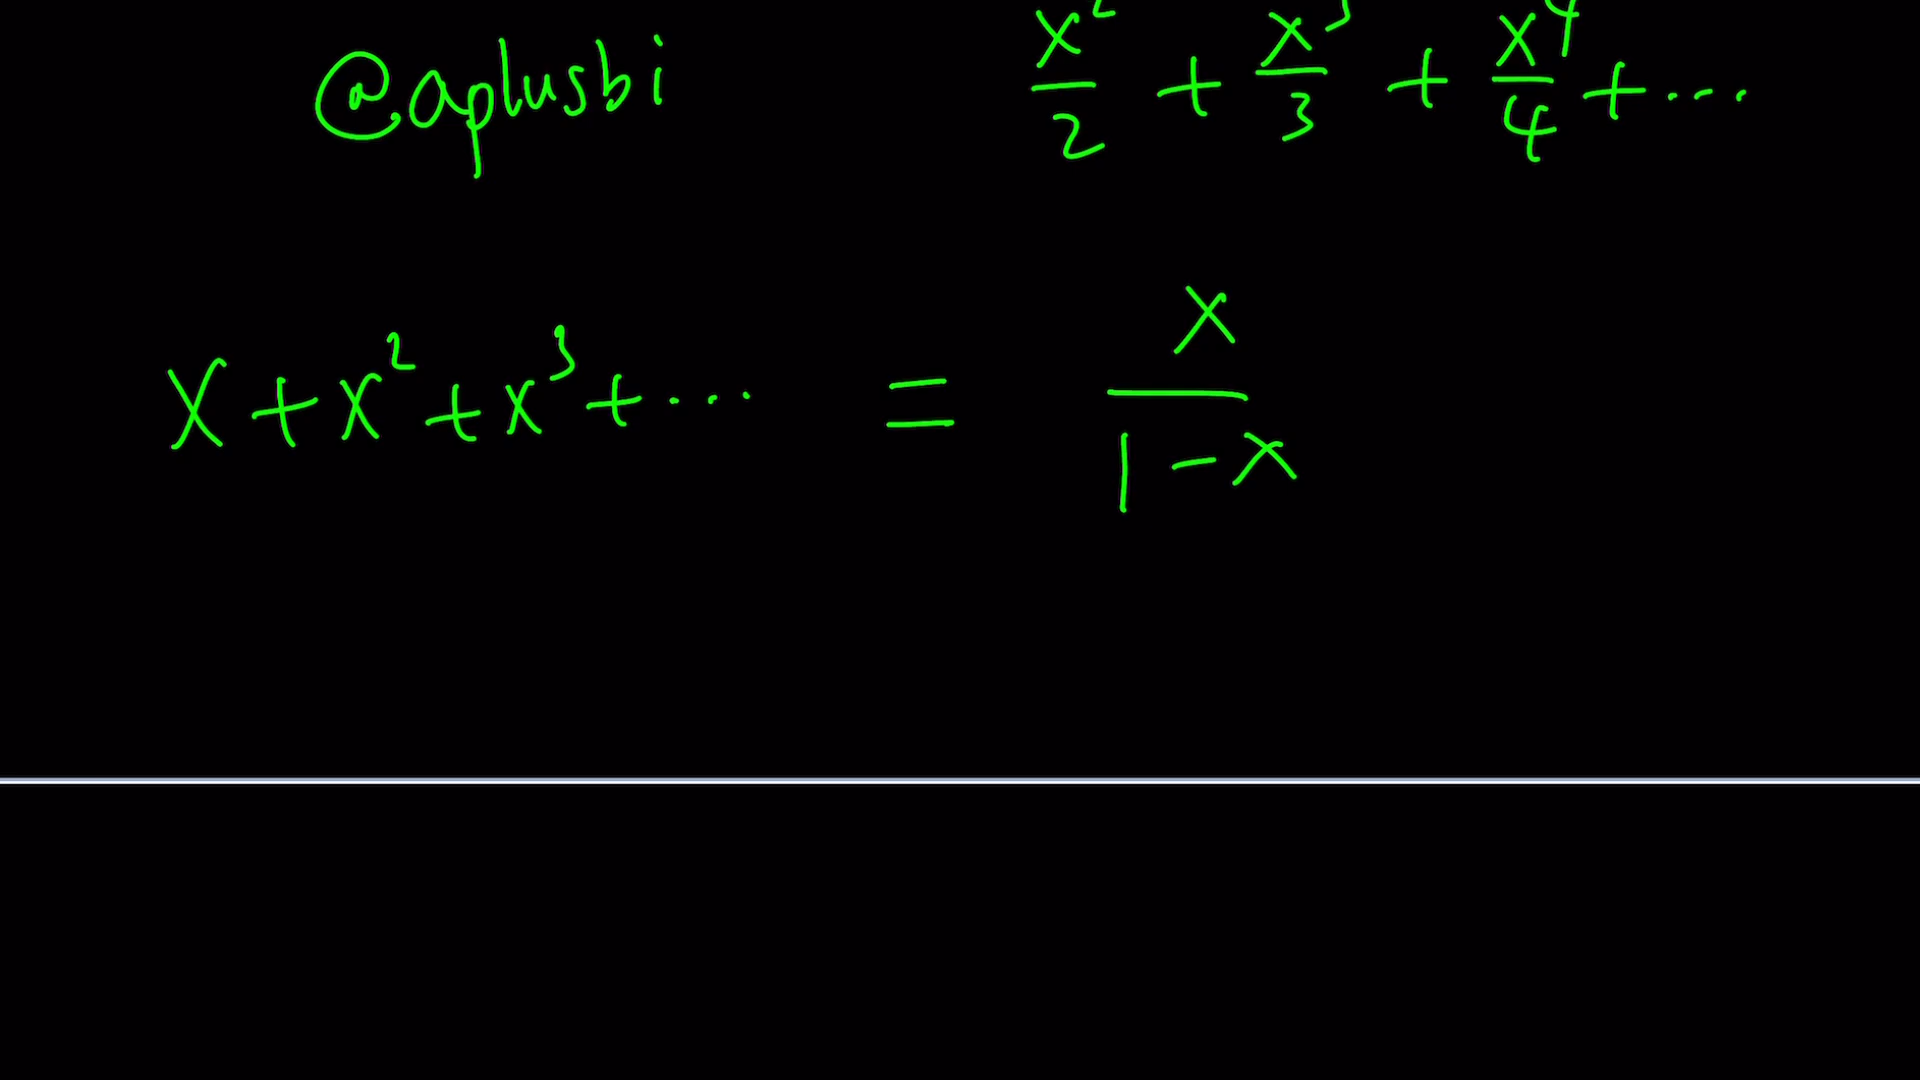 @aplusbi
x²/2 + x³/3 + x⁴/4 + ...
x + x² + x³ + ... = x/(1-x)